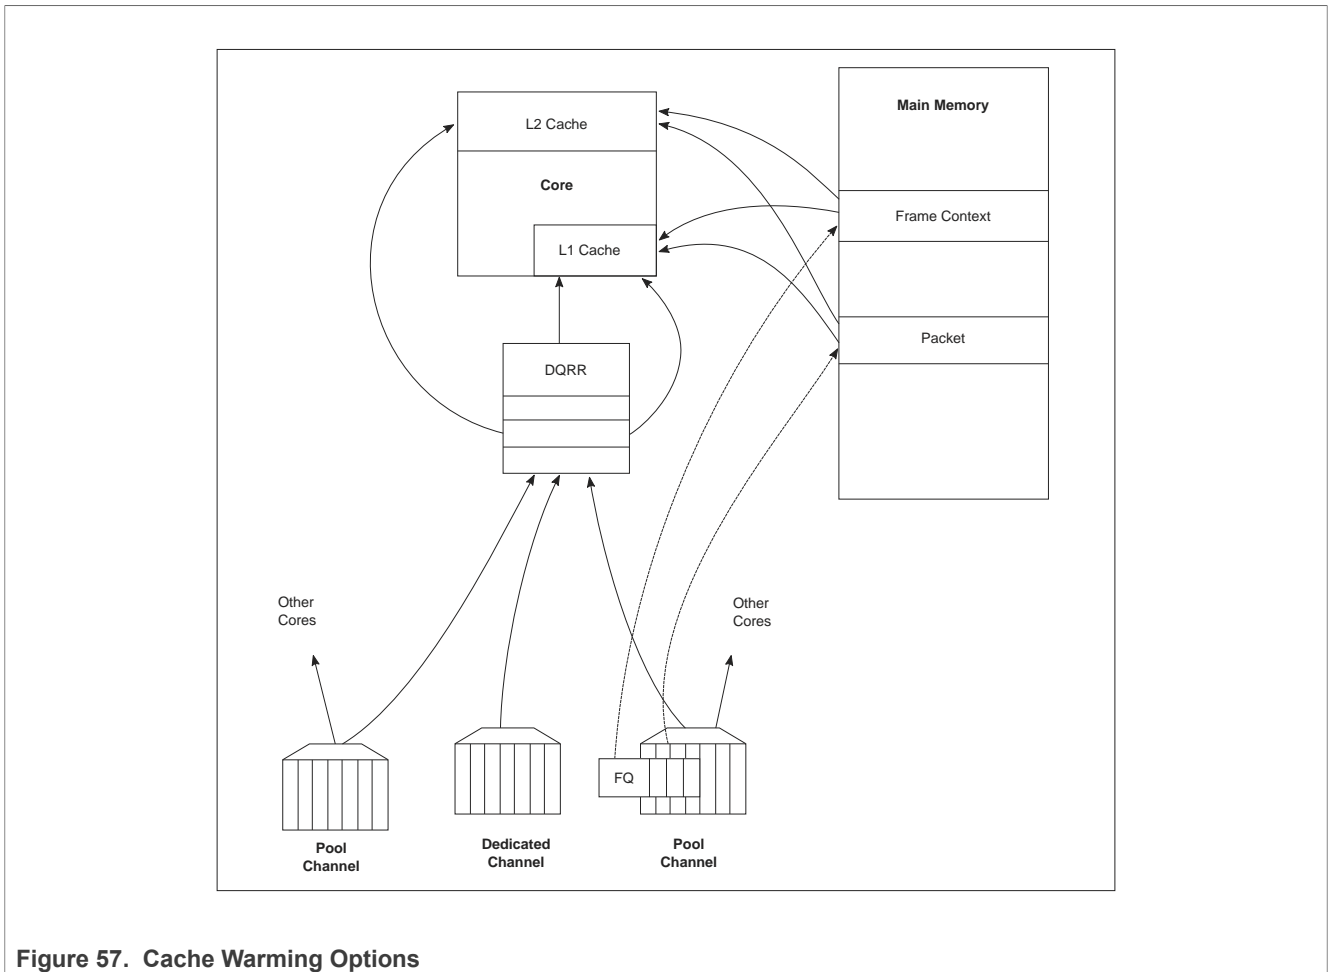 Main Memory
L2 Cache
Core
Frame Context
L1 Cache
Packet
DQRR
Other
Cores
Other
Cores
FQ
Pool
Channel
Dedicated
Channel
Pool
Channel
Figure 57. Cache Warming Options